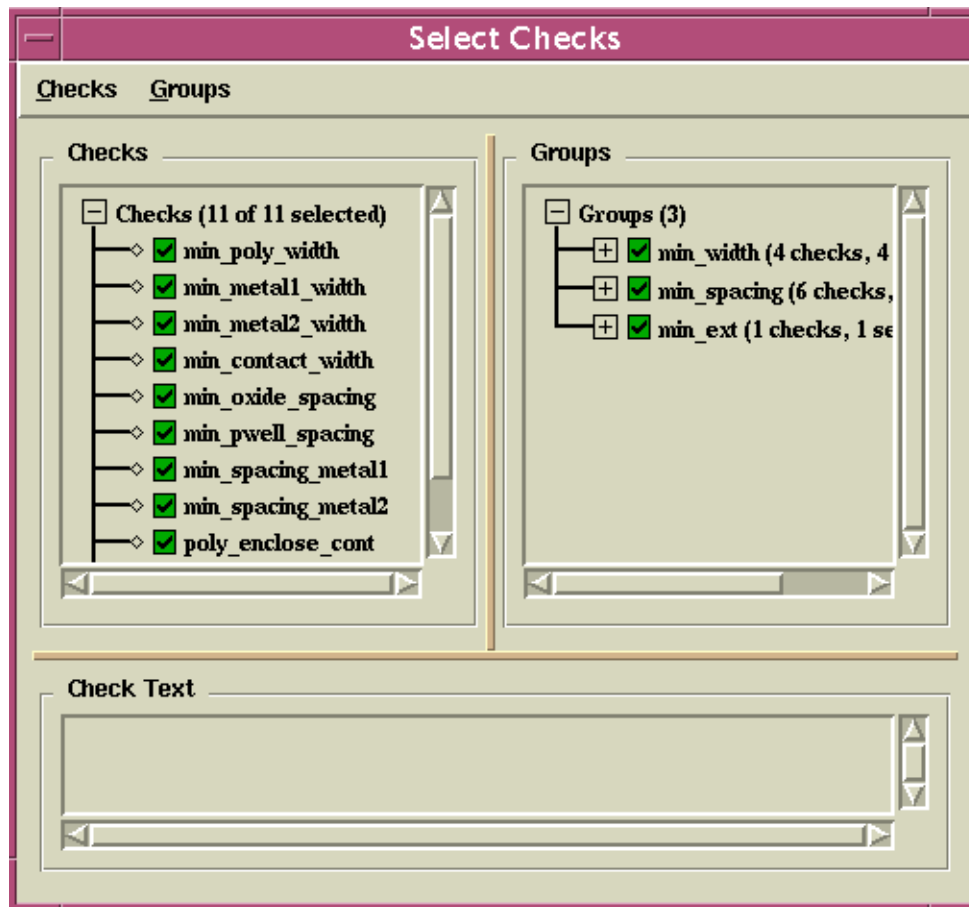 Select Checks
Checks Groups
Checks
Checks (11 of 11 selected)
min_poly_width
min_metal1_width
min_metal2_width
min_contact_width
min_oxide_spacing
min_pwell_spacing
min_spacing_metal1
min_spacing_metal2
poly_enclose_cont
Groups
Groups (3)
min_width (4 checks, 4
min_spacing (6 checks,
min_ext (1 checks, 1 se
Check Text